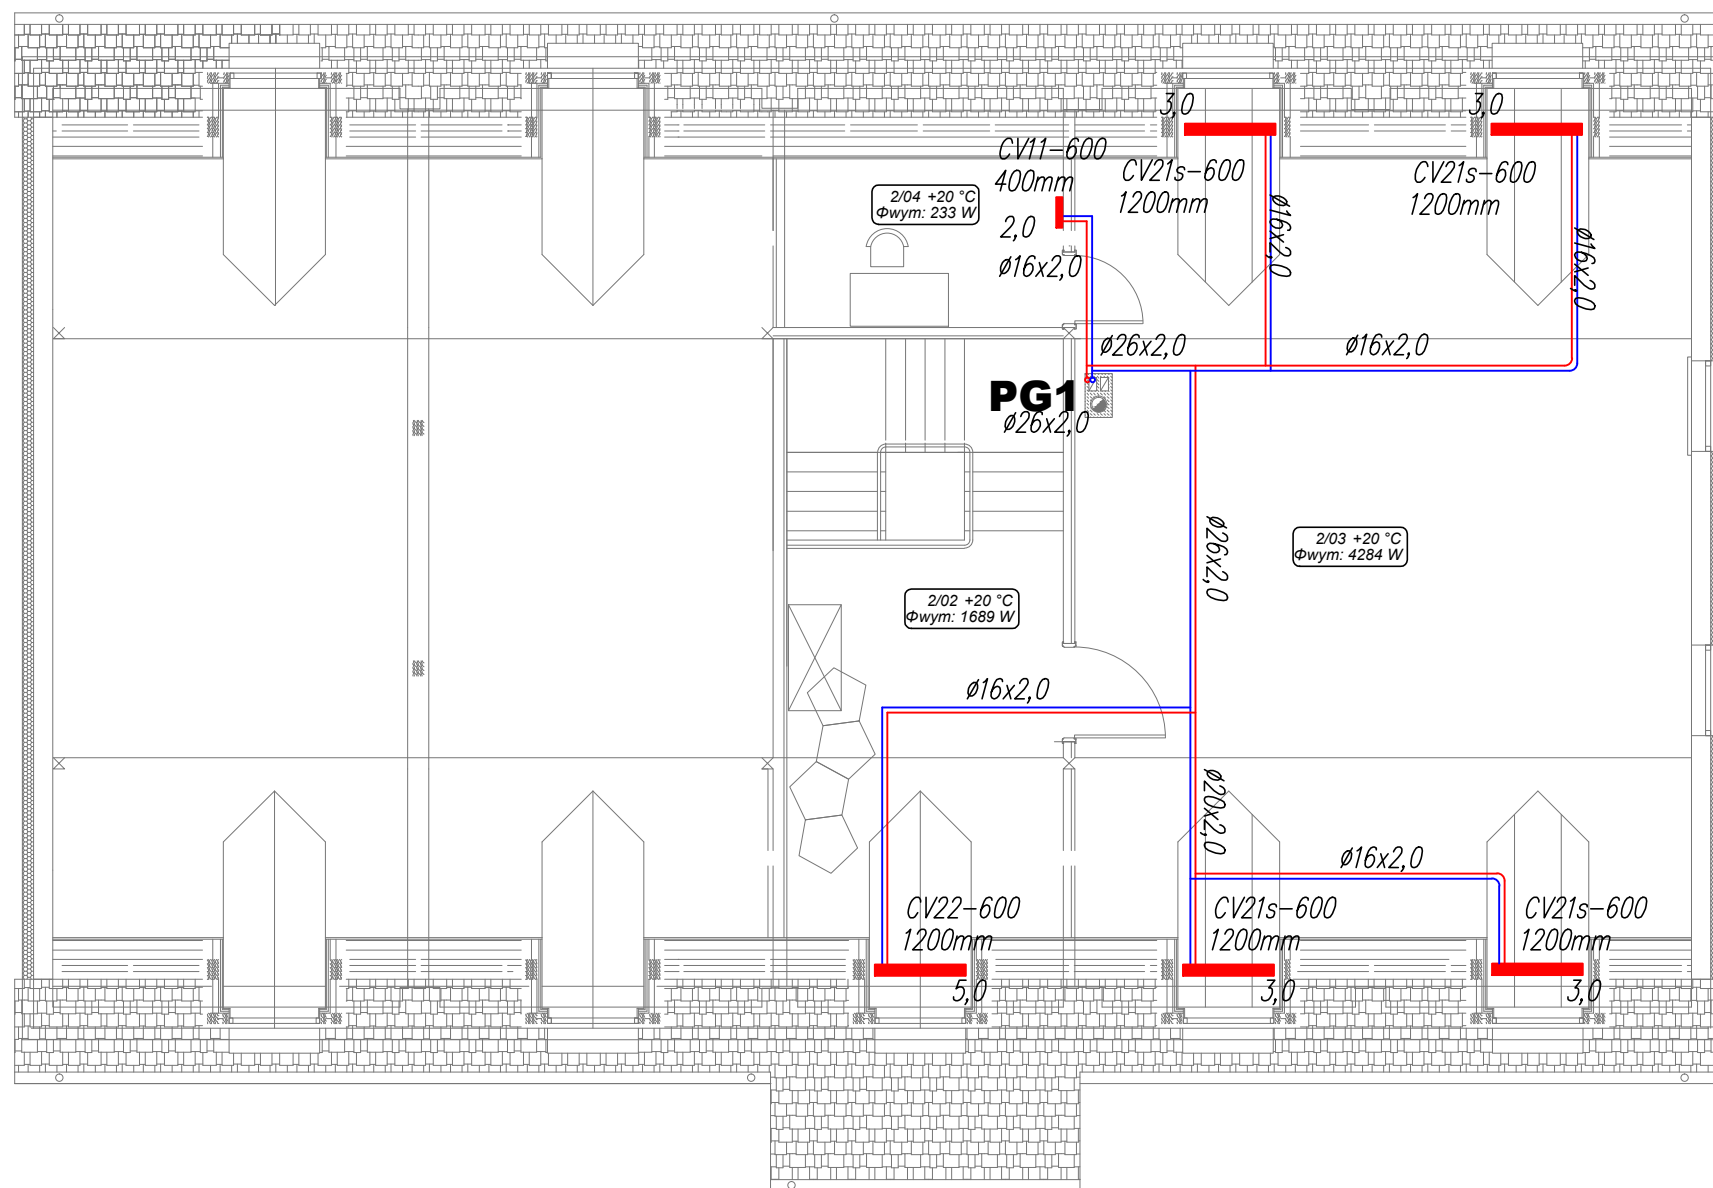 3,0
3,0
CV11-600
400mm
2,0
ø16x2,0
CV21s-600
1200mm
ø16x2,0
CV21s-600
1200mm
ø16x2,0
2/04 +20 °C
Φwym: 233 W
ø26x2,0
ø16x2,0
PG1
ø26x2,0
ø26x2,0
2/03 +20 °C
Φwym: 4284 W
2/02 +20 °C
Φwym: 1689 W
ø16x2,0
ø20x2,0
ø16x2,0
CV22-600
1200mm
5,0
CV21s-600
1200mm
3,0
CV21s-600
1200mm
3,0